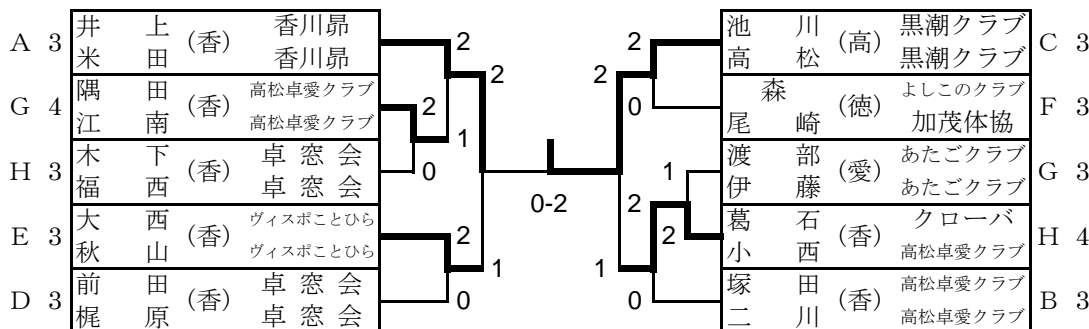 A 3 井上 (香) 香川昴
米田 香川昴
G 4 隅田 (香) 高松卓愛クラブ
江南 高松卓愛クラブ
H 3 木下 (香) 卓窓会
福西 卓窓会
E 3 大西 (香) ヴィスポことひら
秋山 ヴィスポことひら
D 3 前田 (香) 卓窓会
梶原 卓窓会
2
2
2
1
0
2
1
0
0-2
2
2
0
1
2
2
1
0
池川 (高) 黒潮クラブ C 3
高松 黒潮クラブ
森 (徳) よしこのクラブ F 3
尾崎 加茂体協
渡部 (愛) あたごクラブ G 3
伊藤 あたごクラブ
葛石 (香) クローバ H 4
小西 高松卓愛クラブ
塚田 (香) 高松卓愛クラブ B 3
二川 高松卓愛クラブ